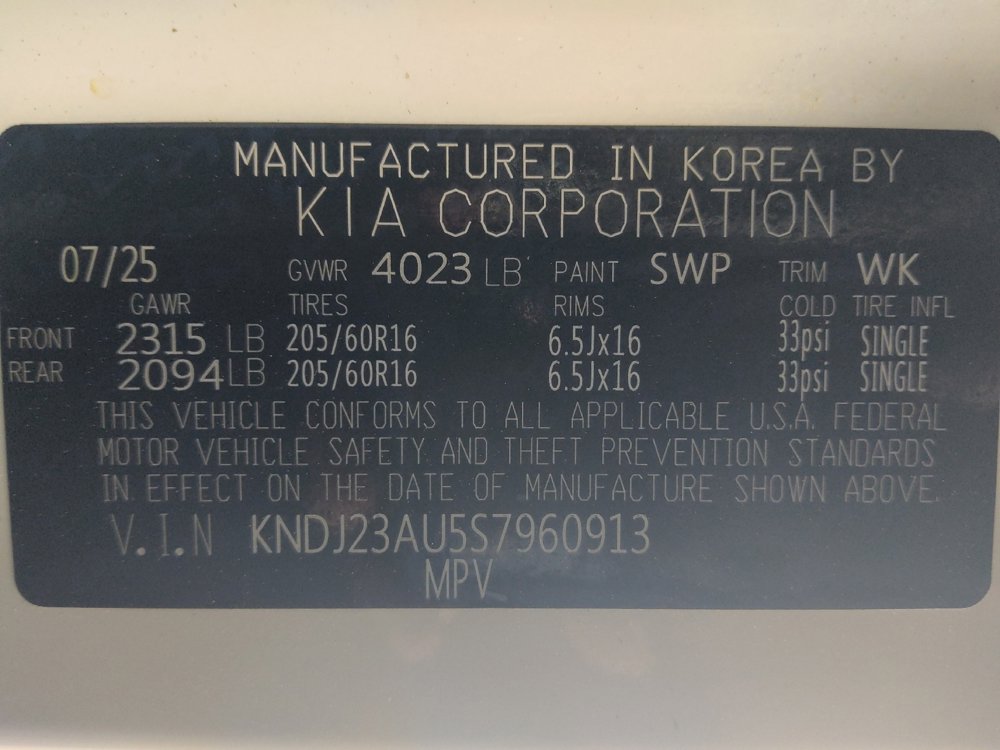 MANUFACTURED IN KOREA BY
KIA CORPORATION
07/25 GVWR 4023 LB PAINT SWP TRIM WK
GAWR TIRES RIMS COLD TIRE INFL
FRONT 2315 LB 205/60R16 6.5Jx16 33psi SINGLE
REAR 2094 LB 205/60R16 6.5Jx16 33psi SINGLE
THIS VEHICLE CONFORMS TO ALL APPLICABLE U.S.A. FEDERAL
MOTOR VEHICLE SAFETY AND THEFT PREVENTION STANDARDS
IN EFFECT ON THE DATE OF MANUFACTURE SHOWN ABOVE.
V.I.N KNDJ23AU5S7960913
MPV